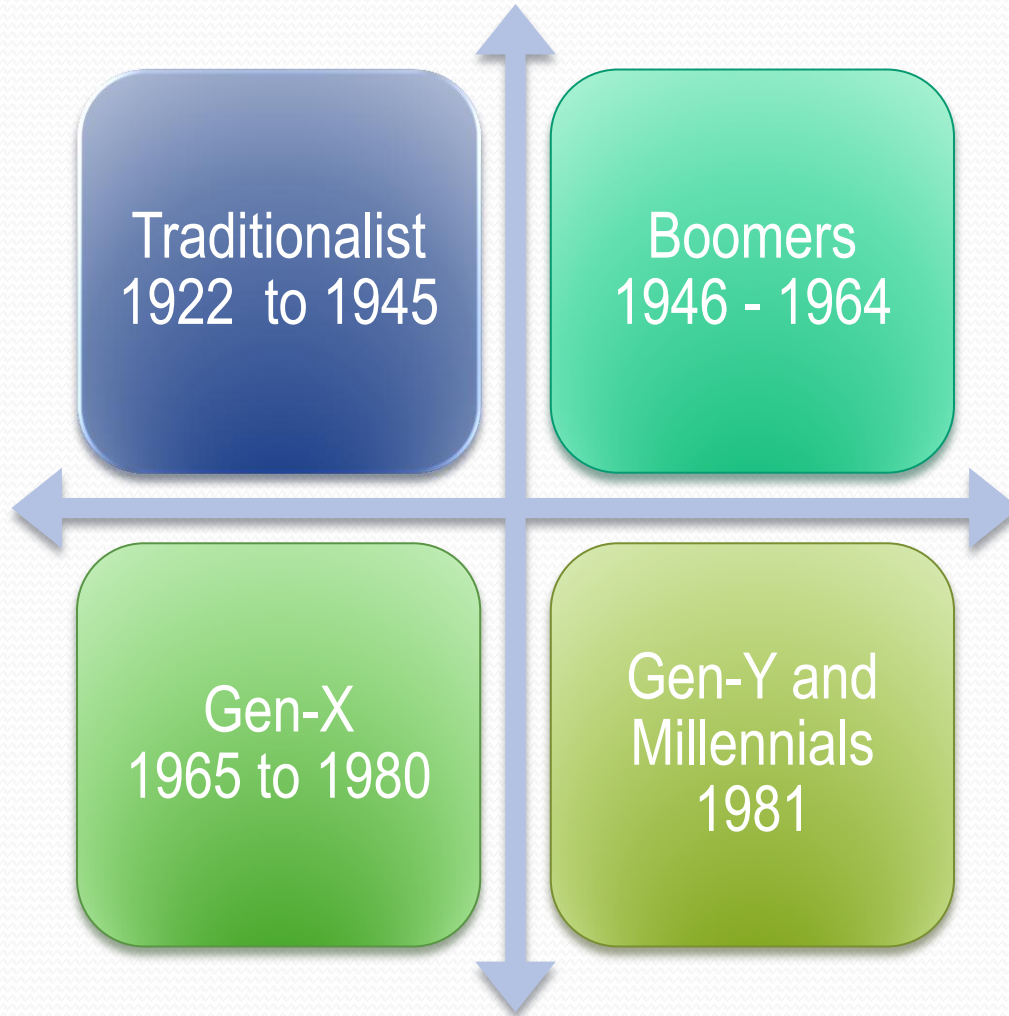 Traditionalist
1922  to 1945
Boomers
1946 - 1964
Gen-X
1965 to 1980
Gen-Y and
Millennials
1981